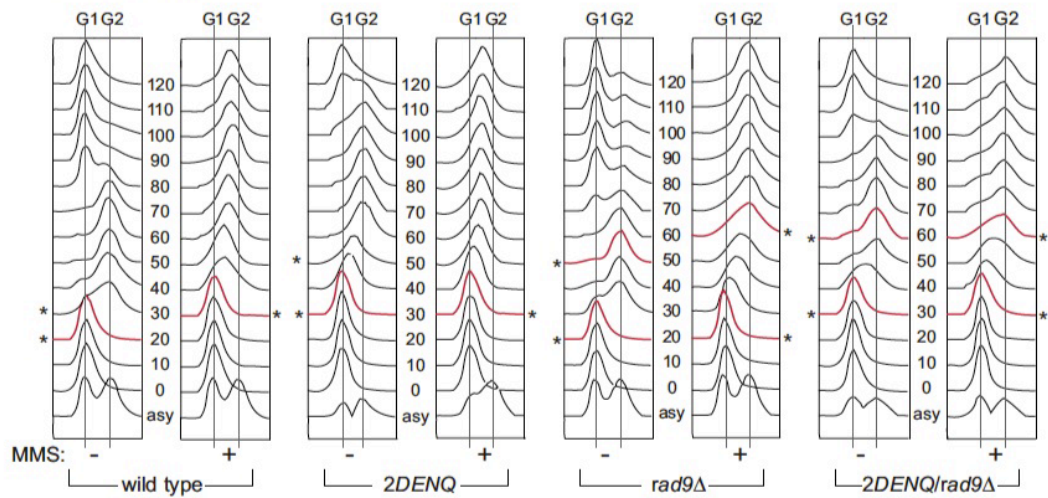 G1 G2 G1 G2 G1 G2 G1 G2 G1 G2 G1 G2 G1 G2 G1 G2
120 120 120 120
110 110 110 110
100 100 100 100
90 90 90 90
80 80 80 80
70 70 70 70
60 60 * 60 * * 60 *
50 * 50 * 50 50
40 40 40 40
* 30 * * 30 * 30 * 30 *
* 20 20 * 20 * 20
10 10 10 10
0 0 0 0
asy asy asy asy
MMS: - + - + - + - +
wild type 2DENQ rad9Δ 2DENQ/rad9Δ